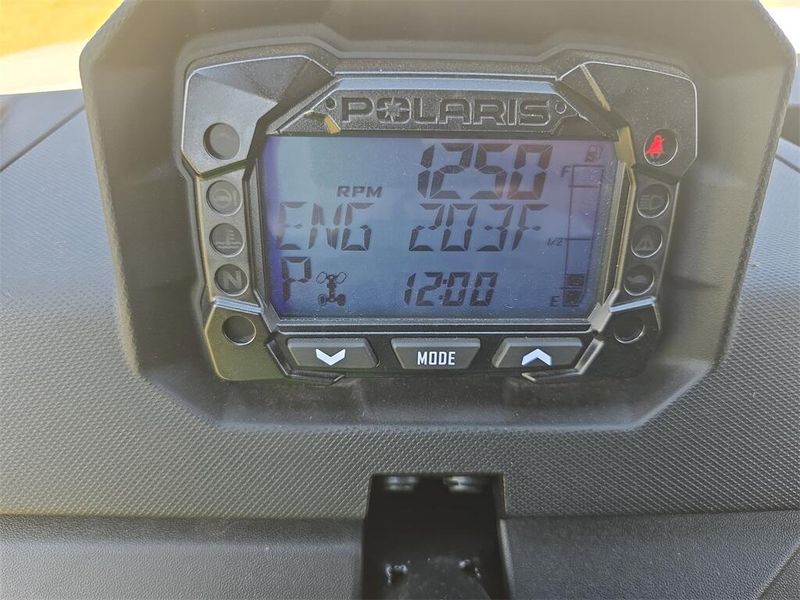 POLARIS
1250
RPM
F
ENG 203F
1/2
P 12:00
E
N
MODE